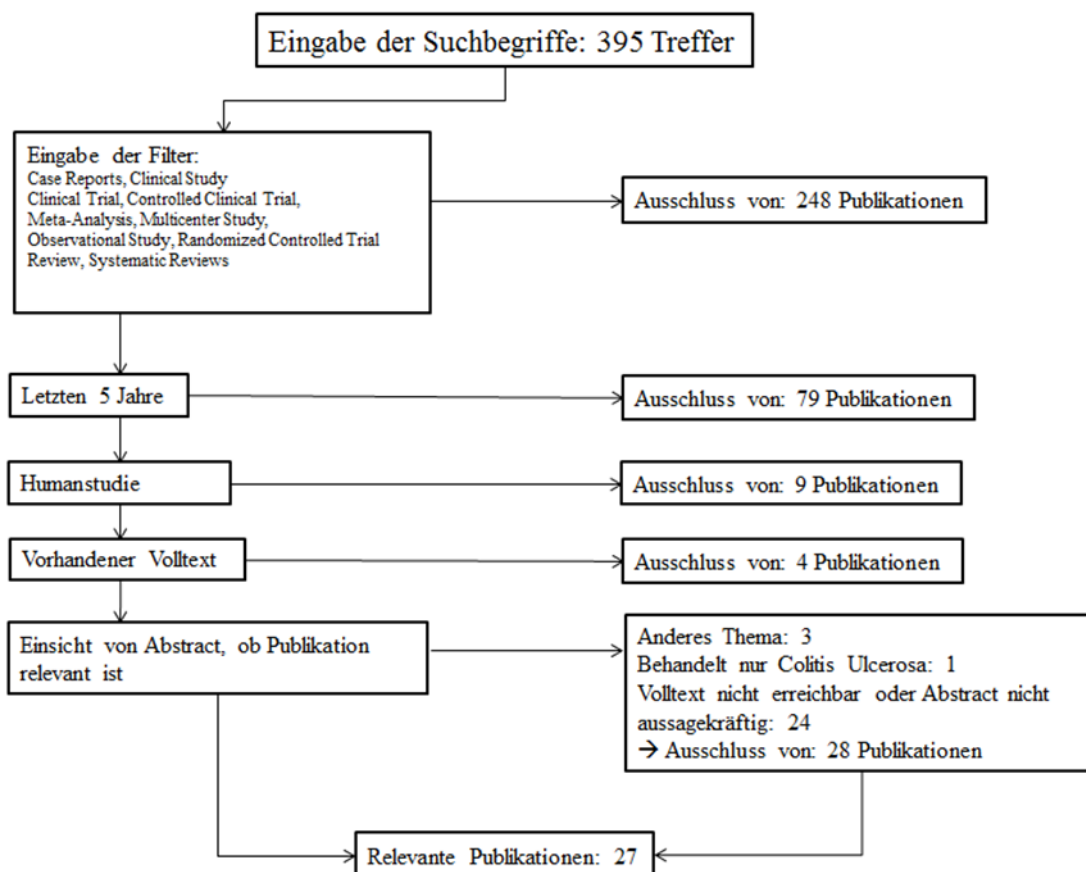 Eingabe der Suchbegriffe: 395 Treffer
Eingabe der Filter:
Case Reports, Clinical Study
Clinical Trial, Controlled Clinical Trial,
Meta-Analysis, Multicenter Study,
Observational Study, Randomized Controlled Trial
Review, Systematic Reviews
Ausschluss von: 248 Publikationen
Letzten 5 Jahre
Ausschluss von: 79 Publikationen
Humanstudie
Ausschluss von: 9 Publikationen
Vorhandener Volltext
Ausschluss von: 4 Publikationen
Einsicht von Abstract, ob Publikation
relevant ist
Anderes Thema: 3
Behandelt nur Colitis Ulcerosa: 1
Volltext nicht erreichbar oder Abstract nicht
aussagekräftig: 24
→ Ausschluss von: 28 Publikationen
Relevante Publikationen: 27